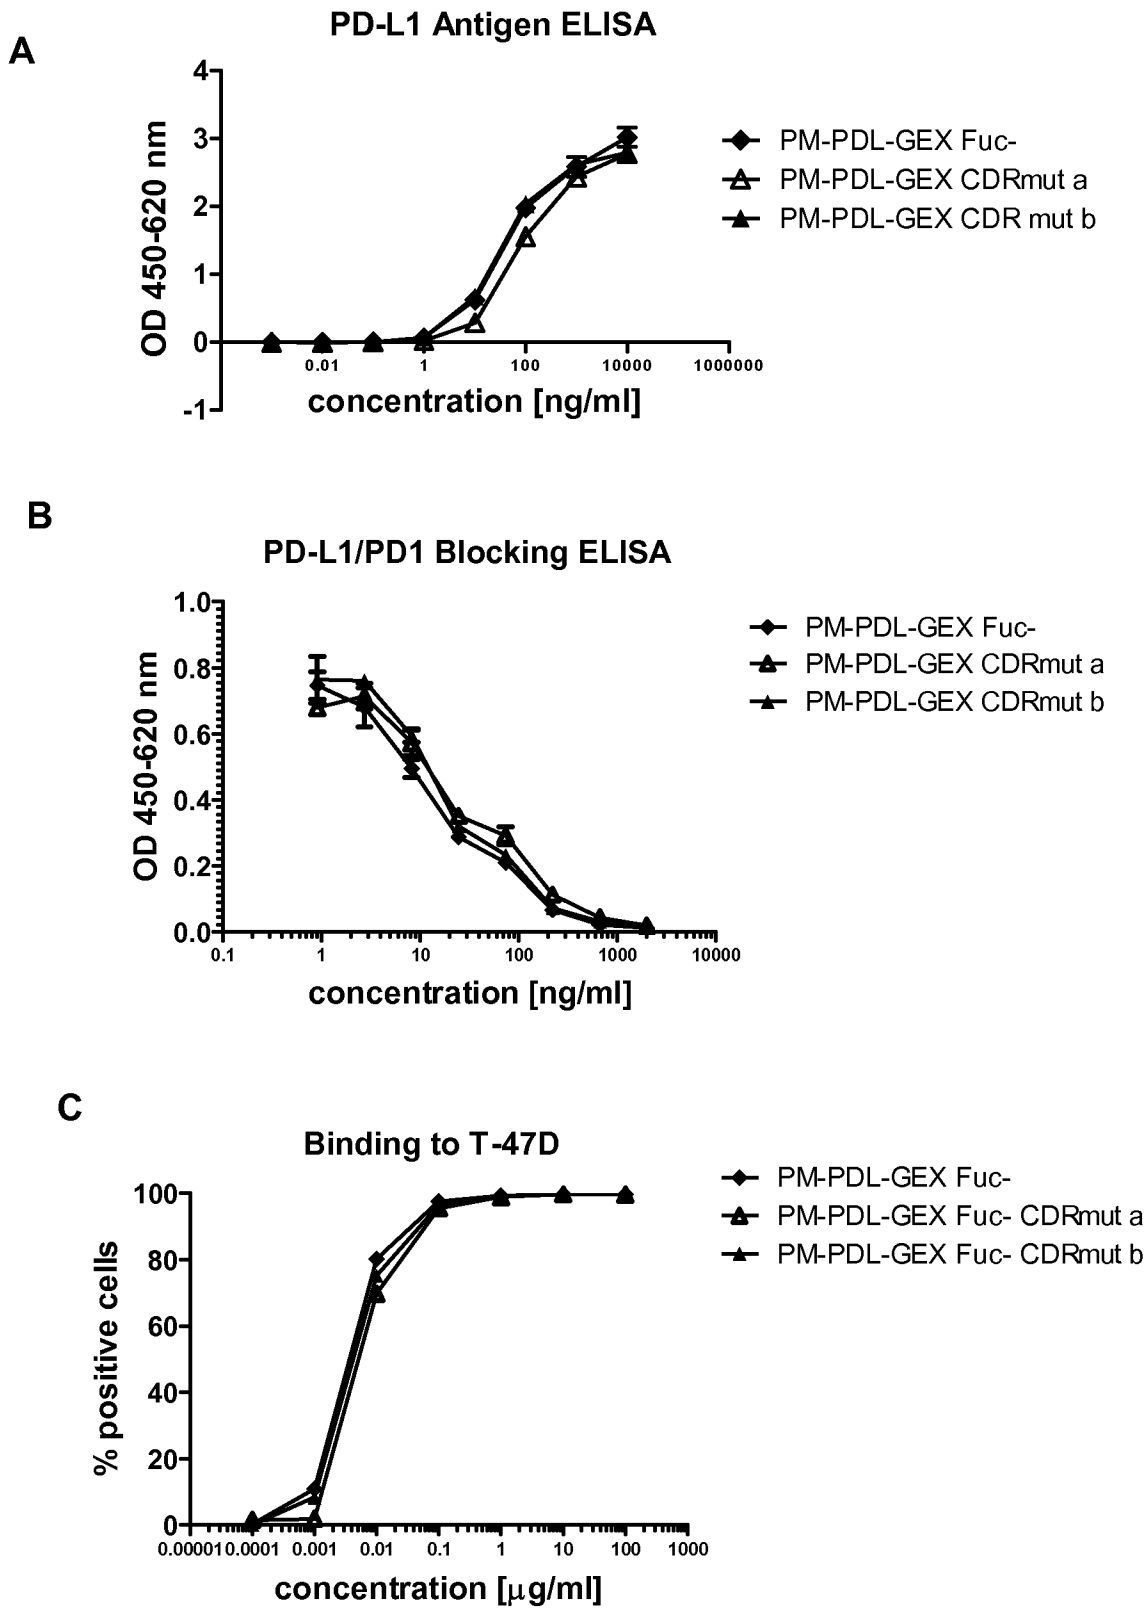 PD-L1 Antigen ELISA
A
4
3
2
1
0
-1
OD 450-620 nm
0.01 1 100 10000 1000000
concentration [ng/ml]
PM-PDL-GEX Fuc-
PM-PDL-GEX CDRmut a
PM-PDL-GEX CDR mut b
B
PD-L1/PD1 Blocking ELISA
1.0
0.8
0.6
0.4
0.2
0.0
OD 450-620 nm
0.1 1 10 100 1000 10000
concentration [ng/ml]
PM-PDL-GEX Fuc-
PM-PDL-GEX CDRmut a
PM-PDL-GEX CDRmut b
C
Binding to T-47D
100
80
60
40
20
0
% positive cells
0.00001 0.0001 0.001 0.01 0.1 1 10 100 1000
concentration [μg/ml]
PM-PDL-GEX Fuc-
PM-PDL-GEX Fuc- CDRmut a
PM-PDL-GEX Fuc- CDRmut b